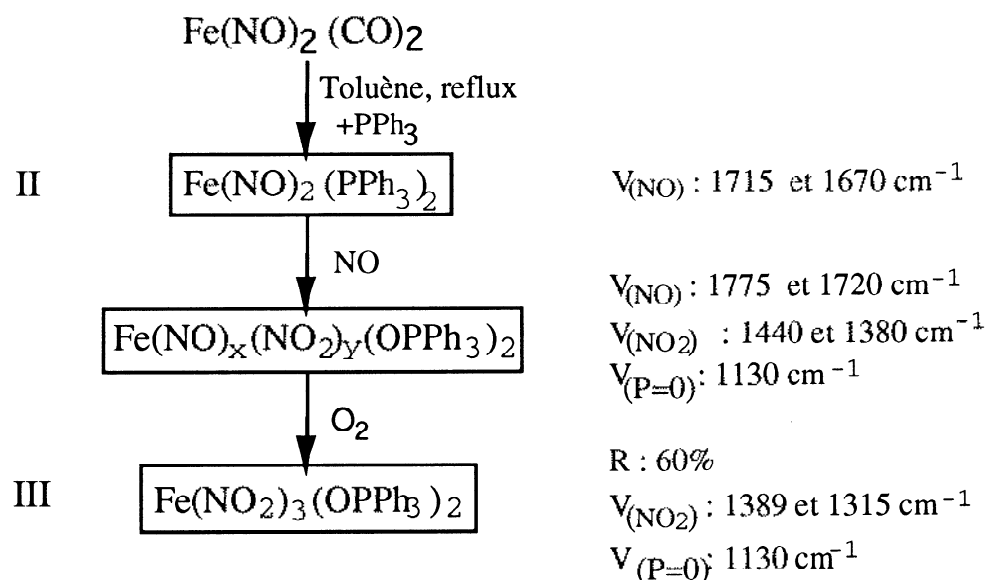 Fe(NO)2(CO)2
Toluène, reflux
+PPh3
II
Fe(NO)2(PPh3)2
V(NO) : 1715 et 1670 cm-1
NO
Fe(NO)x(NO2)y(OPPh3)2
V(NO) : 1775 et 1720 cm-1
V(NO2) : 1440 et 1380 cm-1
V(P=0) : 1130 cm-1
O2
III
Fe(NO2)3(OPPh3)2
R : 60%
V(NO2) : 1389 et 1315 cm-1
V(P=0) : 1130 cm-1